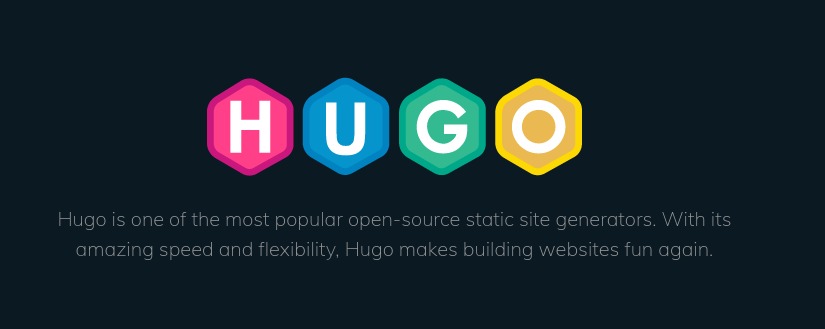 HUGO
Hugo is one of the most popular open-source static site generators. With its
amazing speed and flexibility, Hugo makes building websites fun again.